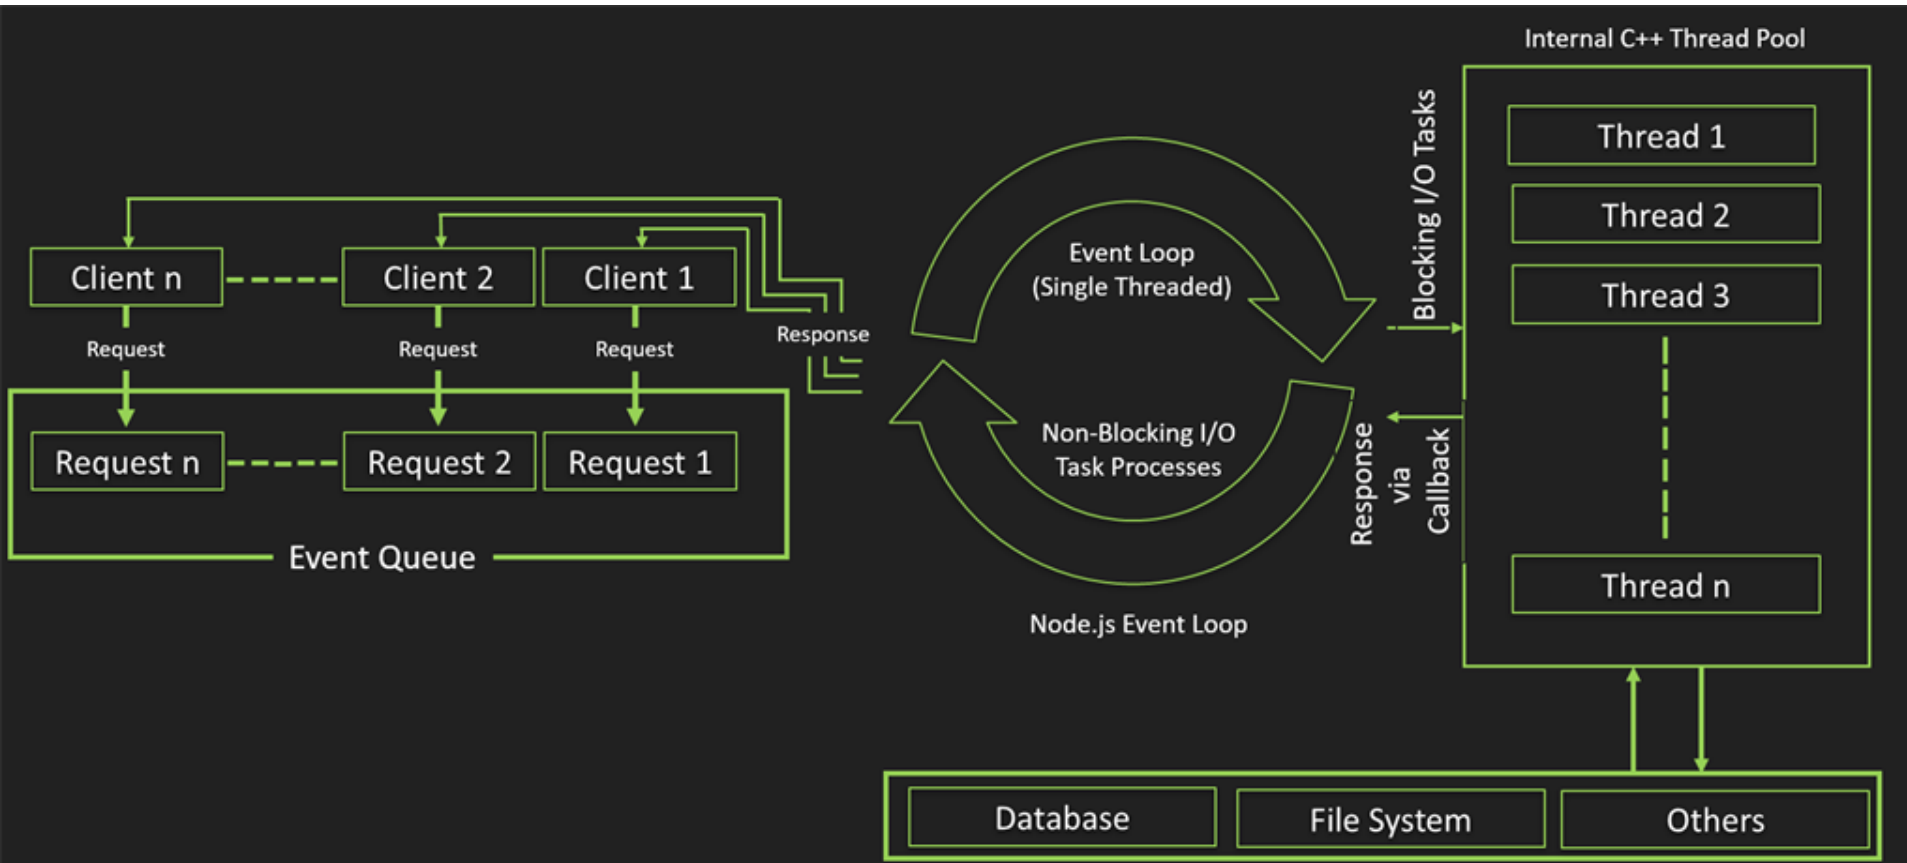 Internal C++ Thread Pool
Thread 1
Thread 2
Thread 3
Thread n
Blocking I/O Tasks
Response
via
Callback
Event Loop
(Single Threaded)
Non-Blocking I/O
Task Processes
Node.js Event Loop
Client n
Client 2
Client 1
Response
Request
Request
Request
Request n
Request 2
Request 1
Event Queue
Database
File System
Others